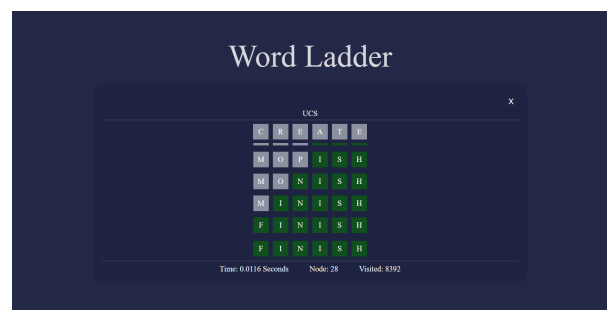 Word Ladder
X
UCS
C R E A T E
M O P I S H
M O N I S H
M I N I S H
F I N I S H
F I N I S H
Time: 0.0116 Seconds Node: 28 Visited: 8392